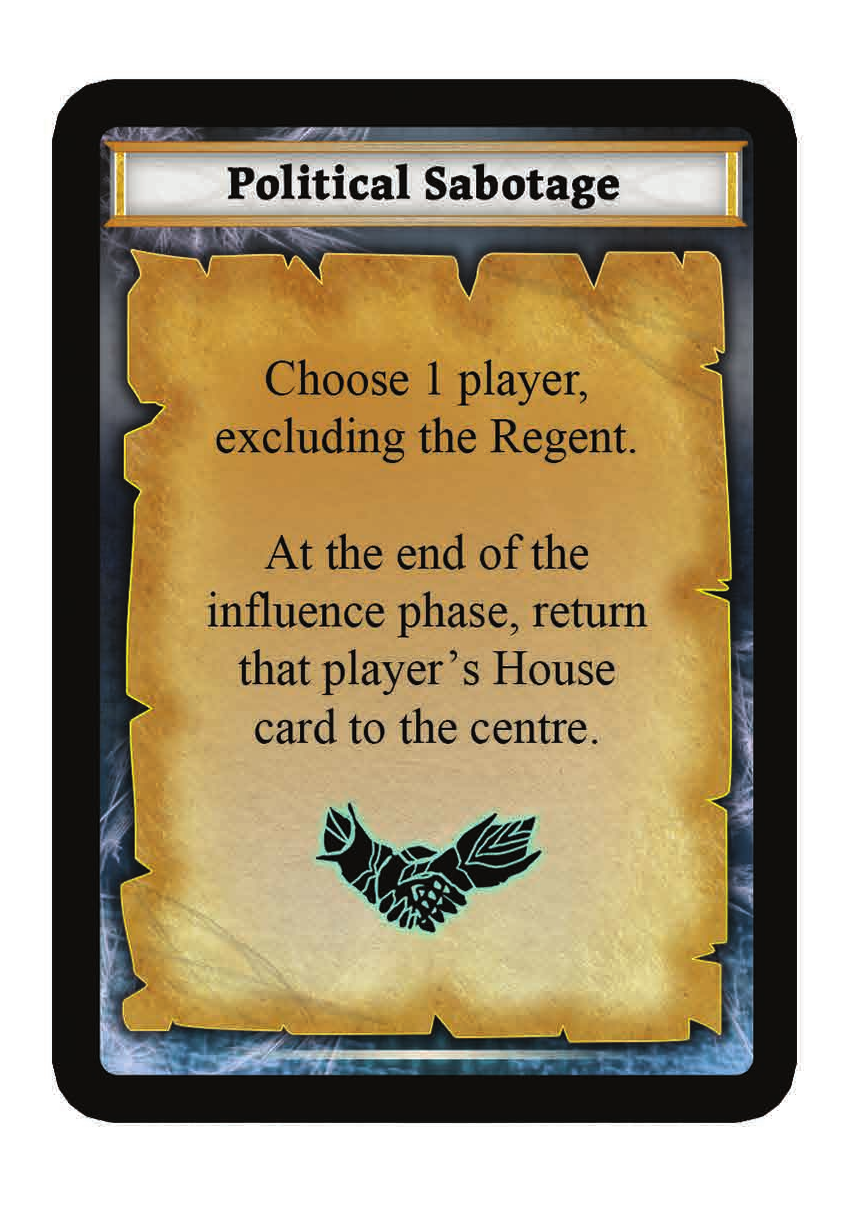 Political Sabotage
Choose 1 player,
excluding the Regent.
At the end of the
influence phase, return
that player's House
card to the centre.